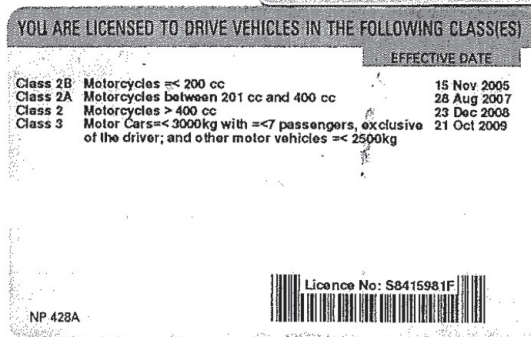 YOU ARE LICENSED TO DRIVE VEHICLES IN THE FOLLOWING CLASS(ES)
EFFECTIVE DATE
Class 2B Motorcycles =< 200 cc 15 Nov 2005
Class 2A Motorcycles between 201 cc and 400 cc 28 Aug 2007
Class 2 Motorcycles > 400 cc 23 Dec 2008
Class 3 Motor Cars=< 3000kg with =<7 passengers, exclusive 21 Oct 2009
of the driver; and other motor vehicles =< 2500kg
Licence No: S8415981F
NP 428A